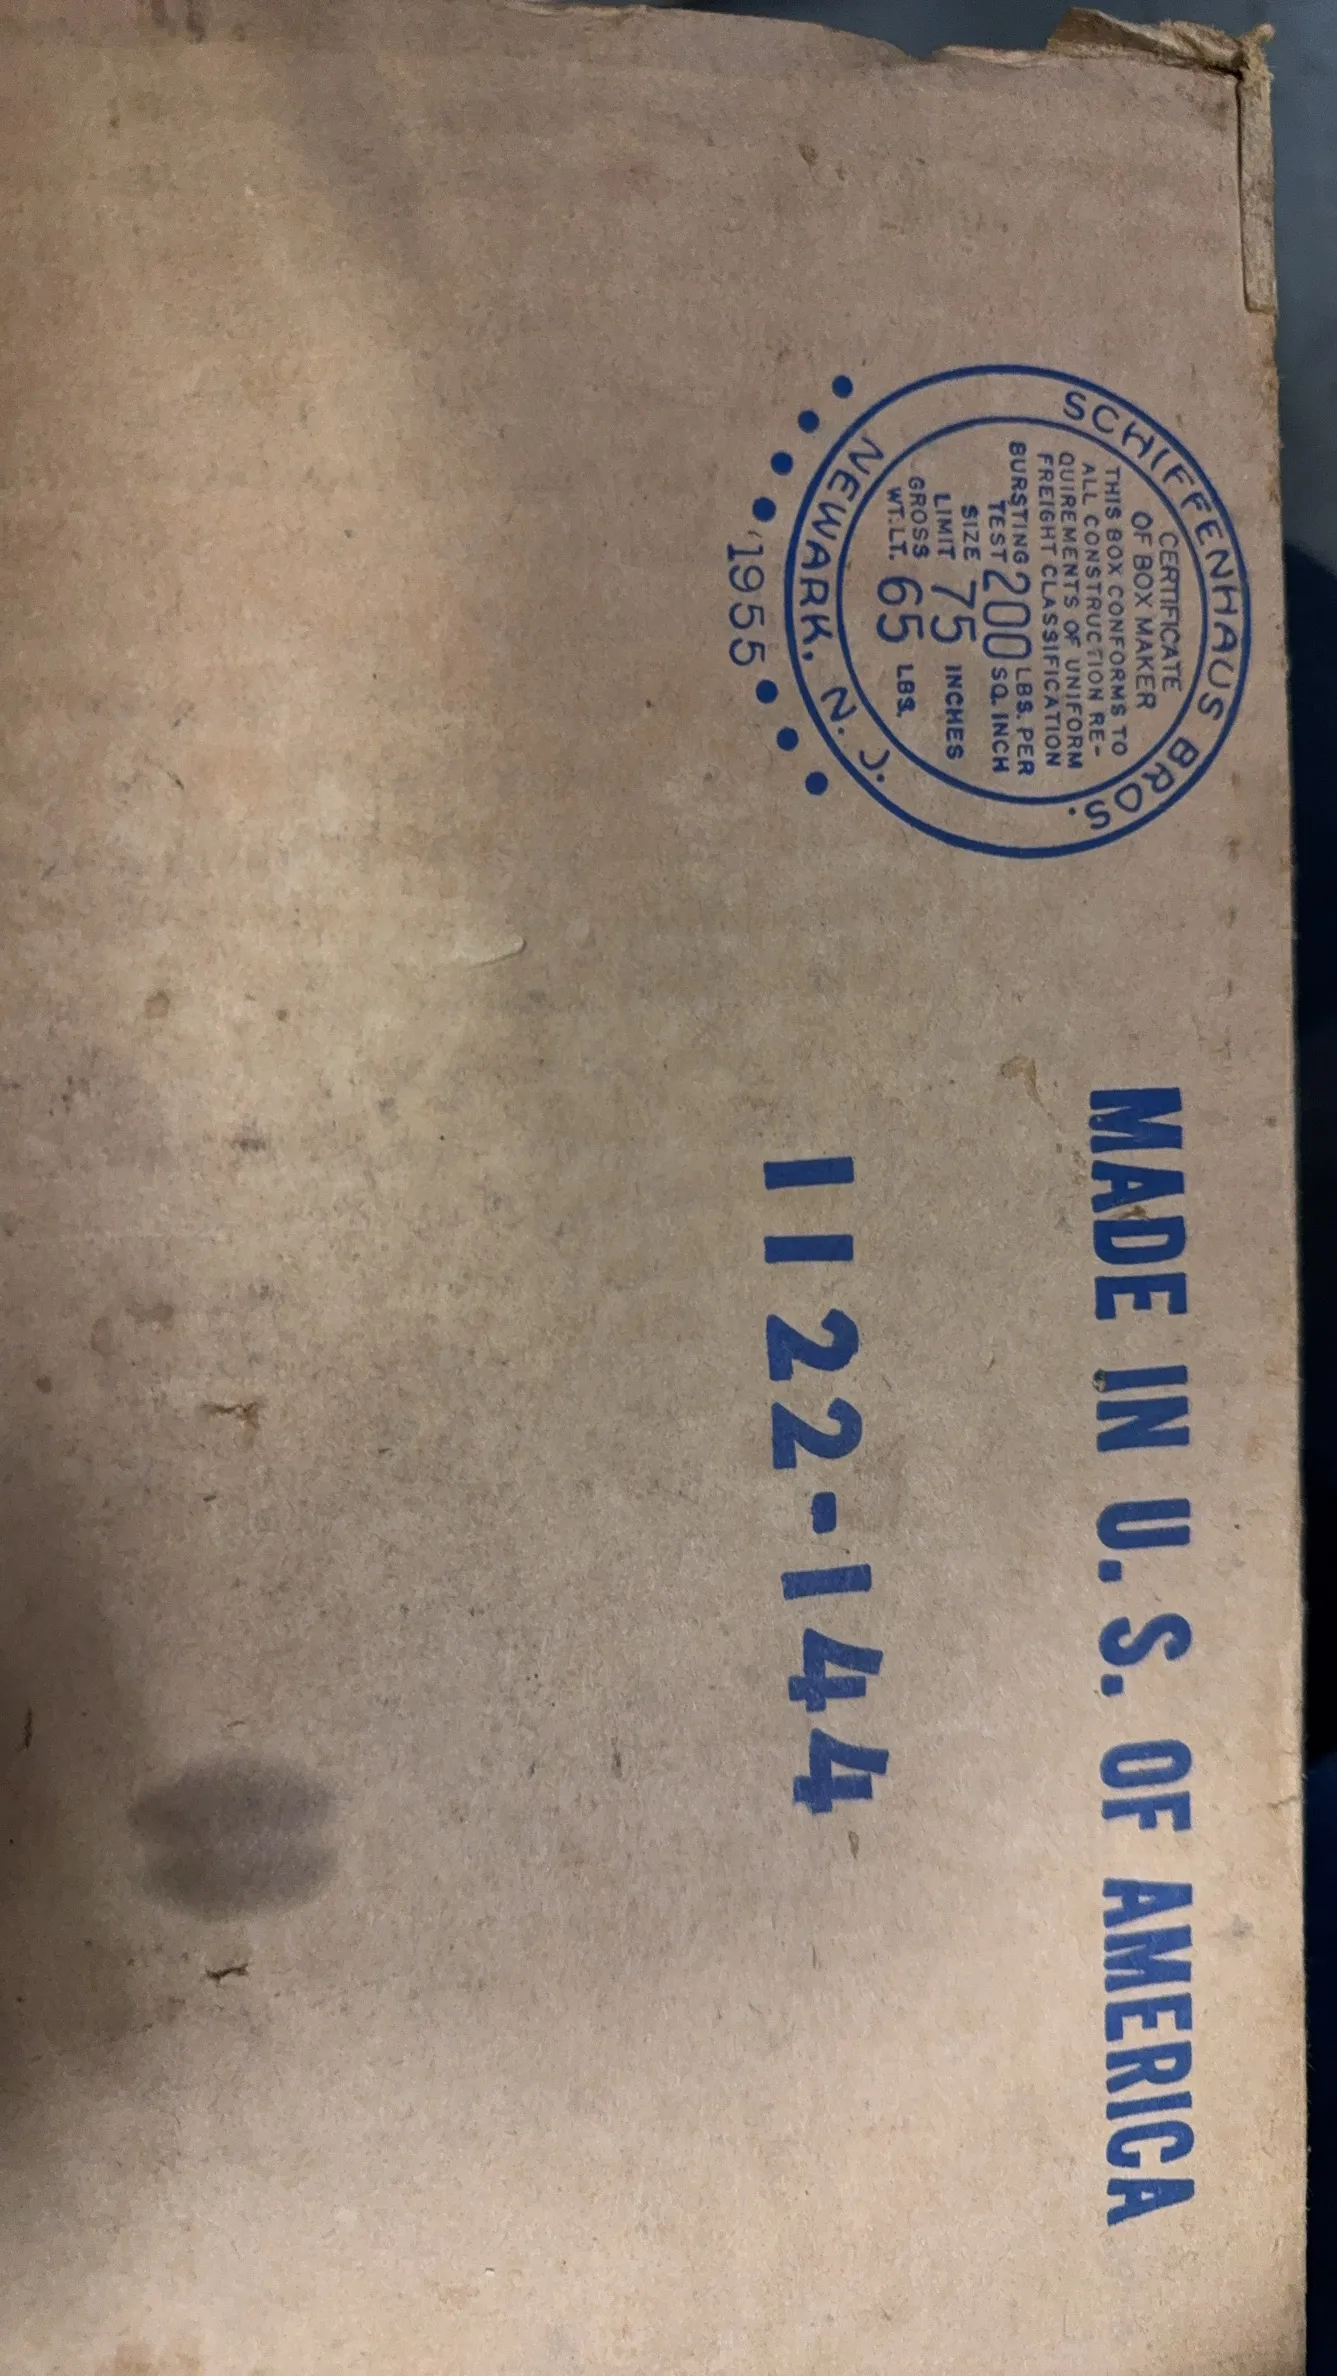 SCHIFFENHAUS BROS.
CERTIFICATE
OF BOX MAKER
THIS BOX CONFORMS TO
ALL CONSTRUCTION RE-
QUIREMENTS OF UNIFORM
FREIGHT CLASSIFICATION
BURSTING TEST 200 LBS. PER SQ. INCH
SIZE LIMIT 75 INCHES
GROSS WT. LT. 65 LBS.
NEWARK, N. J.
1955
MADE IN U. S. OF AMERICA
1122-144